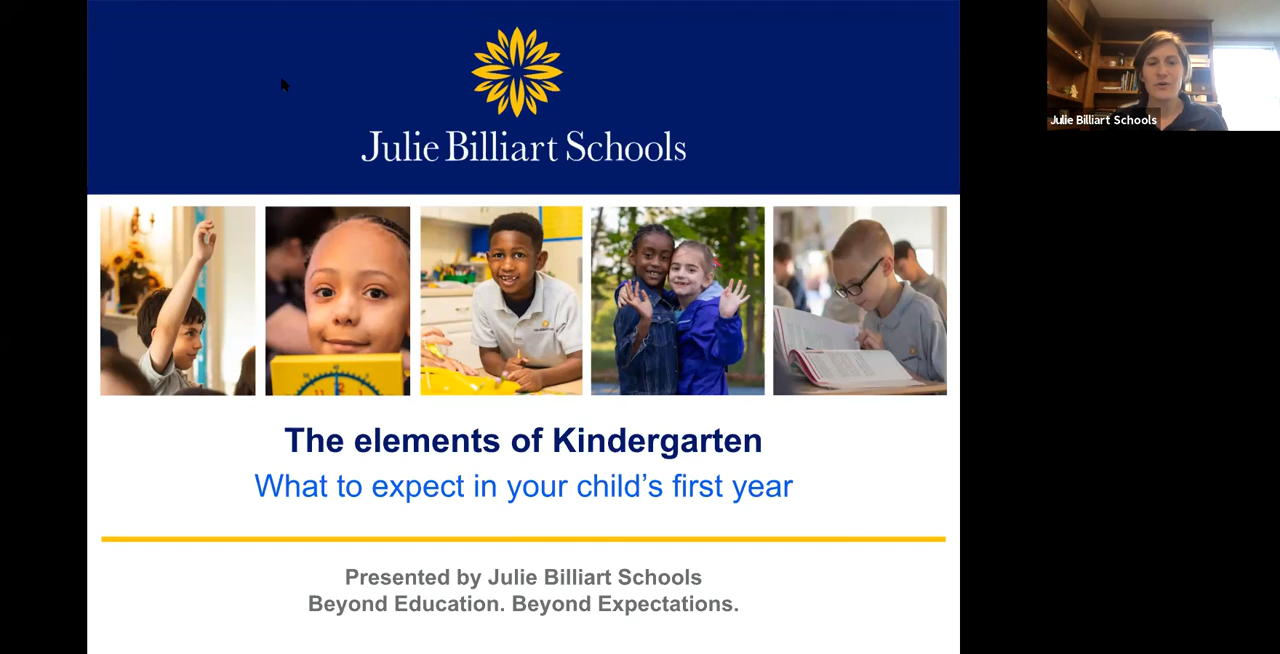 Julie Billiart Schools
Julie Billiart Schools
The elements of Kindergarten
What to expect in your child’s first year
Presented by Julie Billiart Schools
Beyond Education. Beyond Expectations.